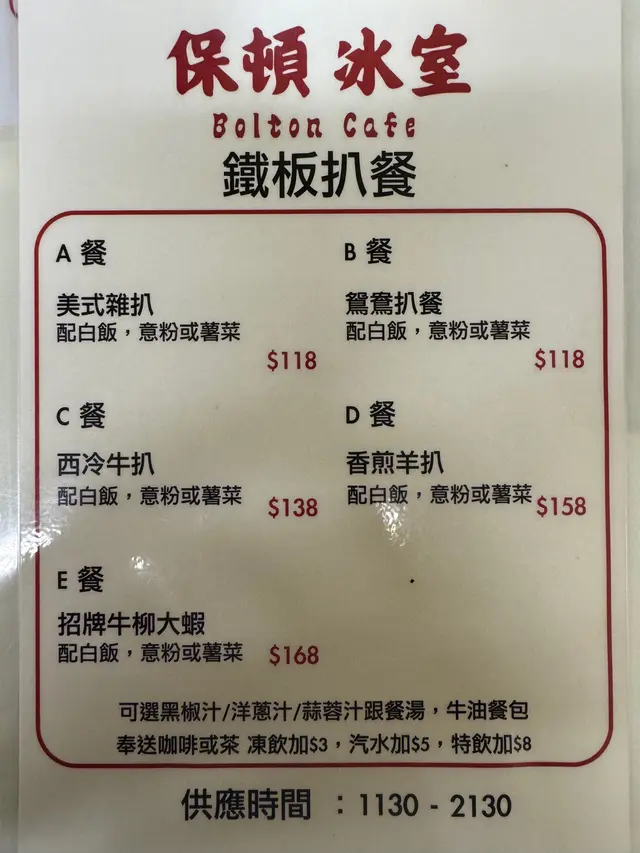 保頓冰室
Bolton Cafe
鐵板扒餐
A 餐
美式雜扒
配白飯，意粉或薯菜
$118
B 餐
鴛鴦扒餐
配白飯，意粉或薯菜
$118
C 餐
西冷牛扒
配白飯，意粉或薯菜
$138
D 餐
香煎羊扒
配白飯，意粉或薯菜
$158
E 餐
招牌牛柳大蝦
配白飯，意粉或薯菜
$168
可選黑椒汁/洋蔥汁/蒜蓉汁跟餐湯，牛油餐包
奉送咖啡或茶 凍飲加$3，汽水加$5，特飲加$8
供應時間 ：1130 - 2130